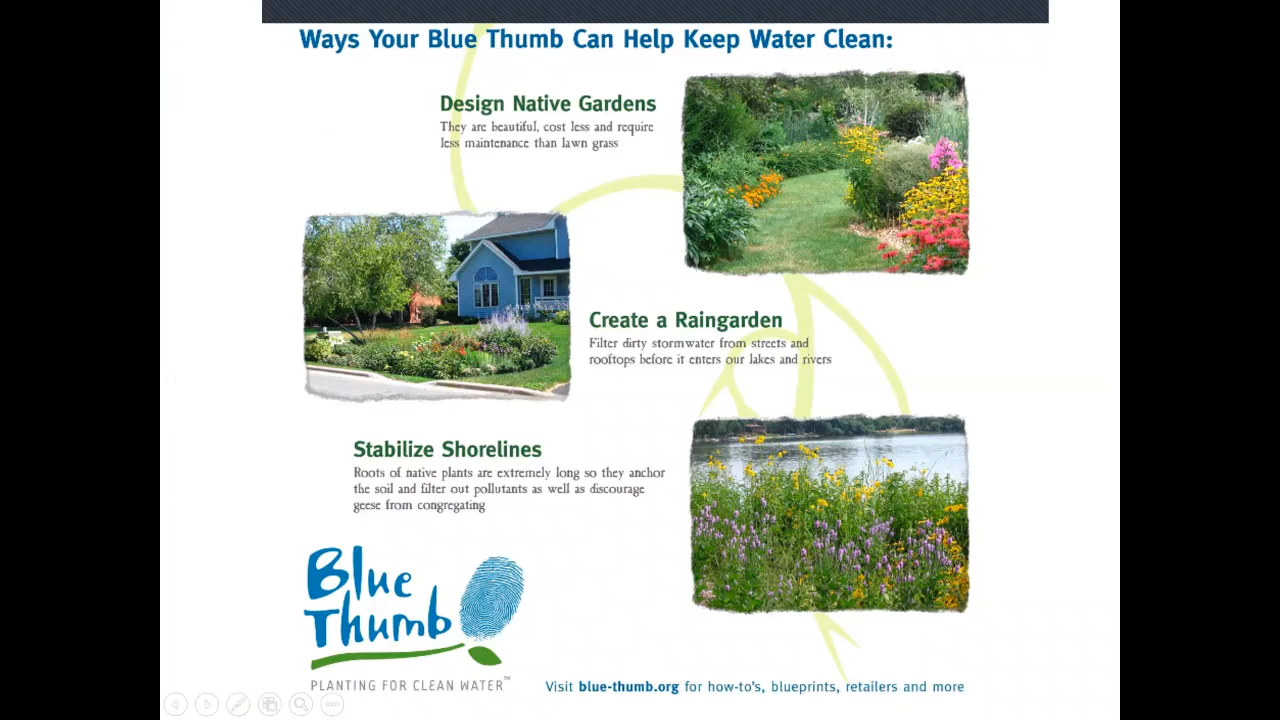 Ways Your Blue Thumb Can Help Keep Water Clean:
Design Native Gardens
They are beautiful, cost less and require
less maintenance than lawn grass
Create a Raingarden
Filter dirty stormwater from streets and
rooftops before it enters our lakes and rivers
Stabilize Shorelines
Roots of native plants are extremely long so they anchor
the soil and filter out pollutants as well as discourage
geese from congregating
Blue
Thumb
PLANTING FOR CLEAN WATER™
Visit blue-thumb.org for how-to's, blueprints, retailers and more